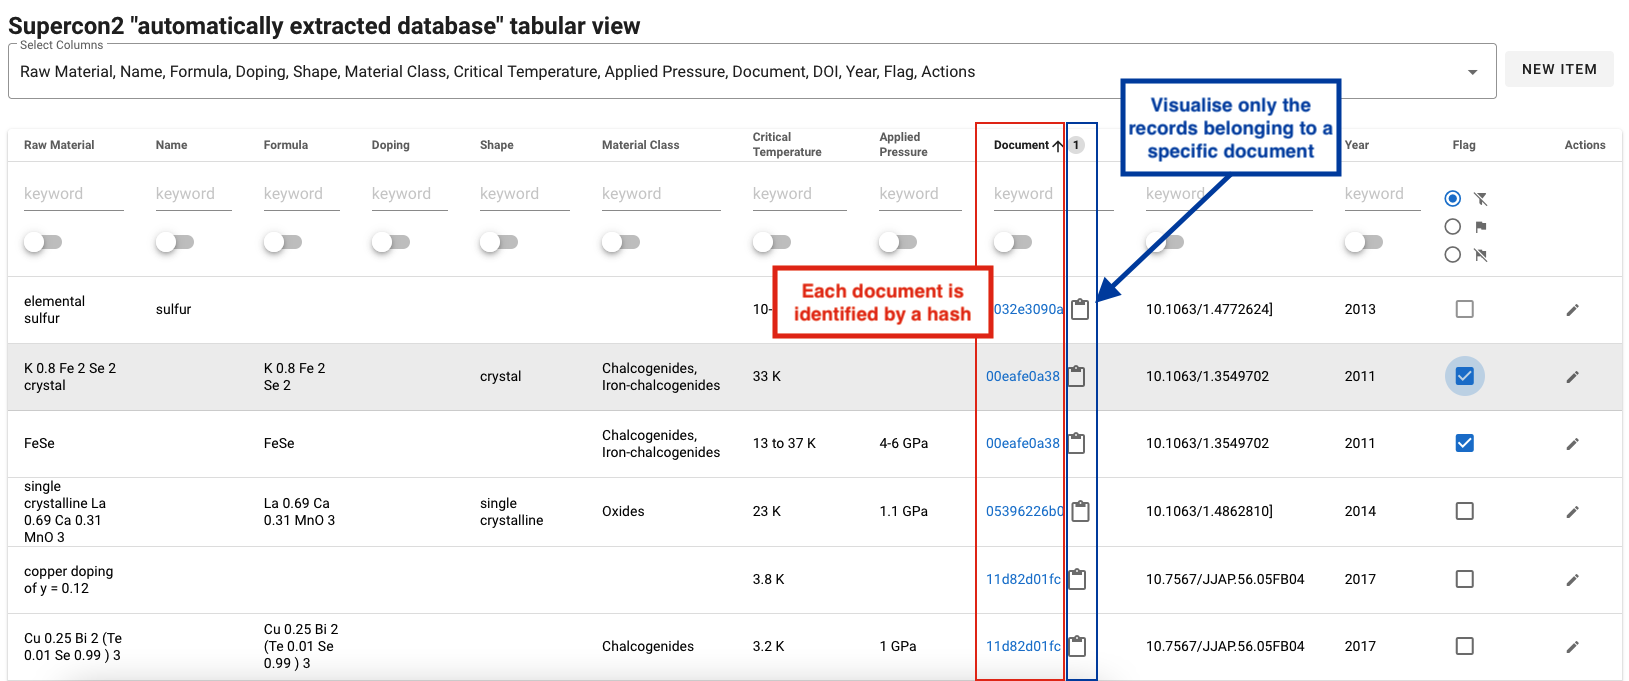 Supercon2 "automatically extracted database" tabular view
Select Columns
Raw Material, Name, Formula, Doping, Shape, Material Class, Critical Temperature, Applied Pressure, Document, DOI, Year, Flag, Actions
NEW ITEM
Visualise only the
records belonging to a
specific document
Raw Material Name Formula Doping Shape Material Class Critical Temperature Applied Pressure Document 1 Year Flag Actions
keyword keyword keyword keyword keyword keyword keyword keyword keyword keyword keyword
Each document is
identified by a hash
elemental
sulfur
sulfur
10-
032e3090a
10.1063/1.4772624]
2013
K 0.8 Fe 2 Se 2
crystal
K 0.8 Fe 2
Se 2
crystal
Chalcogenides,
Iron-chalcogenides
33 K
00eafe0a38
10.1063/1.3549702
2011
FeSe
FeSe
Chalcogenides,
Iron-chalcogenides
13 to 37 K
4-6 GPa
00eafe0a38
10.1063/1.3549702
2011
single
crystalline La
0.69 Ca 0.31
MnO 3
La 0.69 Ca
0.31 MnO 3
single
crystalline
Oxides
23 K
1.1 GPa
05396226b0
10.1063/1.4862810]
2014
copper doping
of y = 0.12
3.8 K
11d82d01fc
10.7567/JJAP.56.05FB04
2017
Cu 0.25 Bi 2 (Te
0.01 Se 0.99 ) 3
Cu 0.25 Bi 2
(Te 0.01 Se
0.99 ) 3
Chalcogenides
3.2 K
1 GPa
11d82d01fc
10.7567/JJAP.56.05FB04
2017